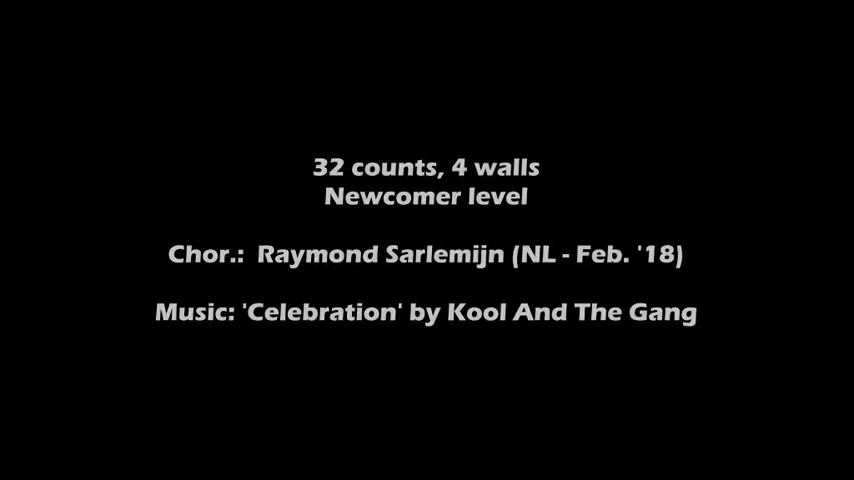 32 counts, 4 walls
Newcomer level
Chor.: Raymond Sarlemijn (NL - Feb. '18)
Music: 'Celebration' by Kool And The Gang